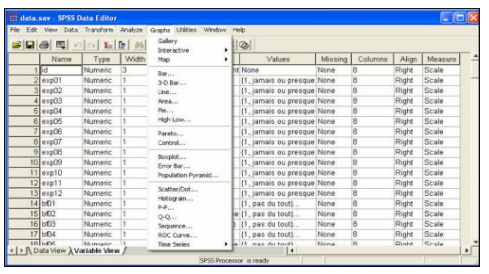 data.sav - SPSS Data Editor
File Edit View Data Transform Analyze Graphs Utilities Window Help
Gallery
Interactive
Map
Bar...
3-D Bar...
Line...
Area...
Pie...
High-Low...
Pareto...
Control...
Boxplot...
Error Bar...
Population Pyramid...
Scatter/Dot...
Histogram...
P-P...
Q-Q...
Sequence...
ROC Curve...
Time Series
Name Type Width Values Missing Columns Align Measure
1 id Numeric 3 None None 8 Right Scale
2 exp01 Numeric 1 {1, jamais ou presque None 8 Right Scale
3 exp02 Numeric 1 {1, jamais ou presque None 8 Right Scale
4 exp03 Numeric 1 {1, jamais ou presque None 8 Right Scale
5 exp04 Numeric 1 {1, jamais ou presque None 8 Right Scale
6 exp05 Numeric 1 {1, jamais ou presque None 8 Right Scale
7 exp06 Numeric 1 {1, jamais ou presque None 8 Right Scale
8 exp07 Numeric 1 {1, jamais ou presque None 8 Right Scale
9 exp08 Numeric 1 {1, jamais ou presque None 8 Right Scale
10 exp09 Numeric 1 {1, jamais ou presque None 8 Right Scale
11 exp10 Numeric 1 {1, jamais ou presque None 8 Right Scale
12 exp11 Numeric 1 {1, jamais ou presque None 8 Right Scale
13 exp12 Numeric 1 {1, jamais ou presque None 8 Right Scale
14 bf01 Numeric 1 {1, pas du tout}... None 8 Right Scale
15 bf02 Numeric 1 {1, pas du tout}... None 8 Right Scale
16 bf03 Numeric 1 {1, pas du tout}... None 8 Right Scale
17 bf04 Numeric 1 {1, pas du tout}... None 8 Right Scale
Data View Variable View
SPSS Processor is ready